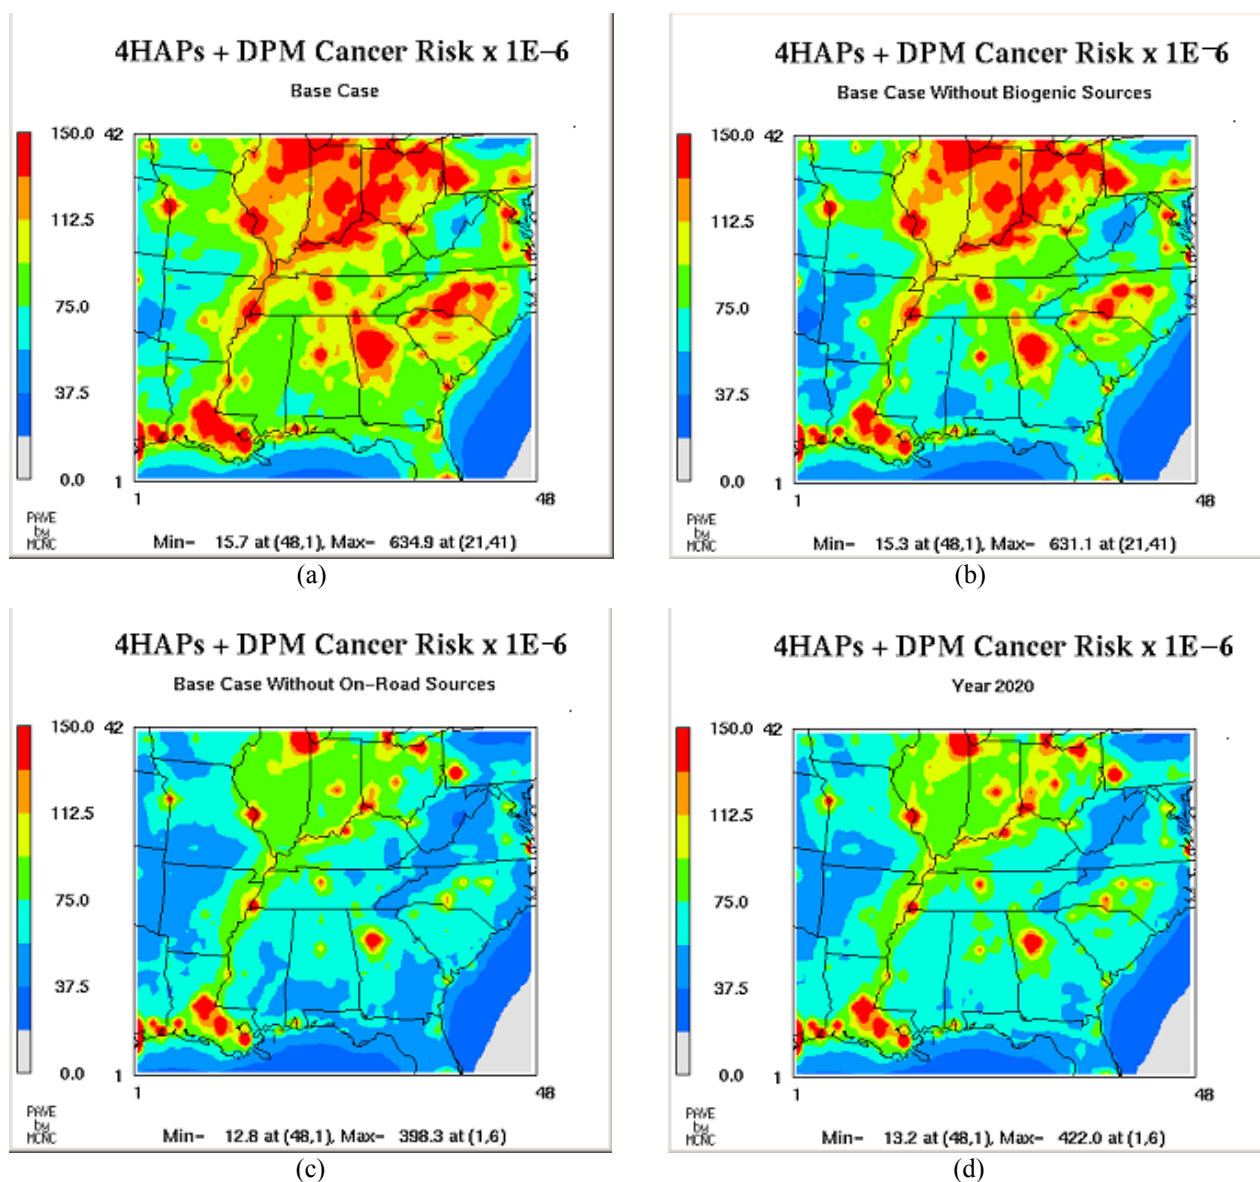 4HAPs + DPM Cancer Risk x 1E-6
Base Case
150.0
42
112.5
75.0
37.5
0.0
1
1
48
PAVE
by
MCNC
Min= 15.7 at (48,1), Max= 634.9 at (21,41)
(a)
4HAPs + DPM Cancer Risk x 1E-6
Base Case Without Biogenic Sources
150.0
42
112.5
75.0
37.5
0.0
1
1
48
PAVE
by
MCNC
Min= 15.3 at (48,1), Max= 631.1 at (21,41)
(b)
4HAPs + DPM Cancer Risk x 1E-6
Base Case Without On-Road Sources
150.0
42
112.5
75.0
37.5
0.0
1
1
48
PAVE
by
MCNC
Min= 12.8 at (48,1), Max= 398.3 at (1,6)
(c)
4HAPs + DPM Cancer Risk x 1E-6
Year 2020
150.0
42
112.5
75.0
37.5
0.0
1
1
48
PAVE
by
MCNC
Min= 13.2 at (48,1), Max= 422.0 at (1,6)
(d)